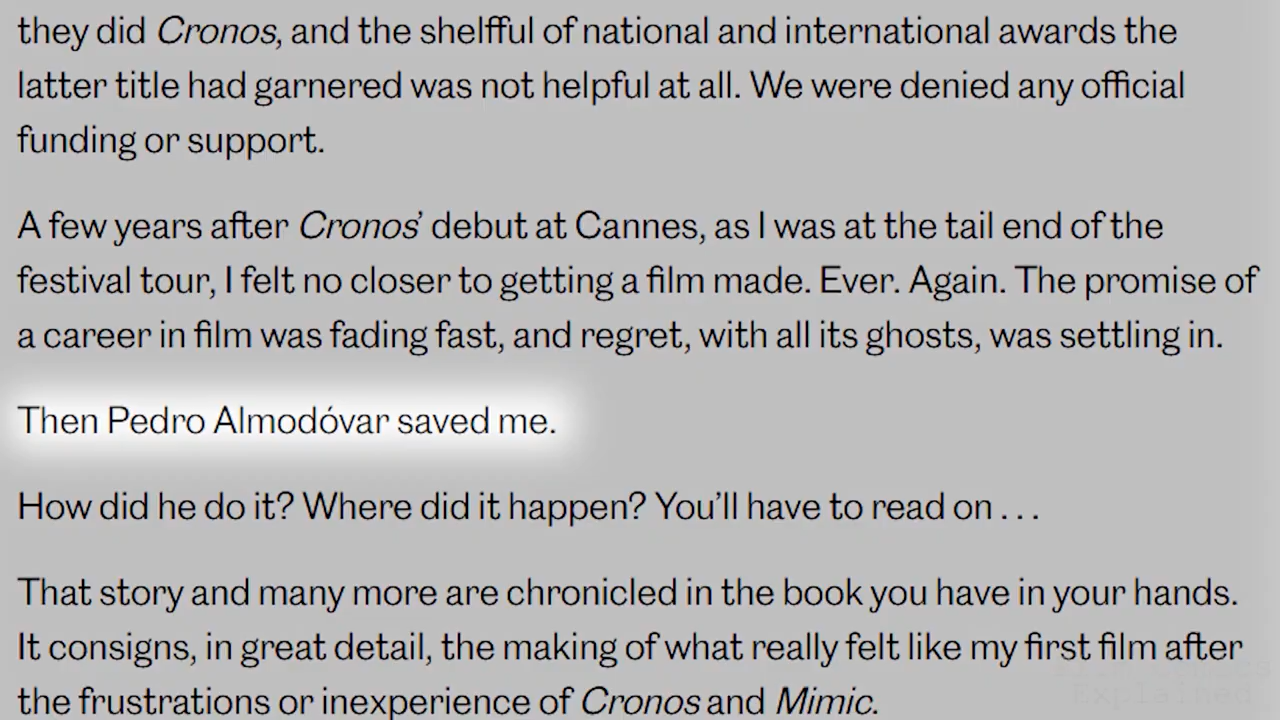 they did Cronos, and the shelfful of national and international awards the
latter title had garnered was not helpful at all. We were denied any official
funding or support.
A few years after Cronos’ debut at Cannes, as I was at the tail end of the
festival tour, I felt no closer to getting a film made. Ever. Again. The promise of
a career in film was fading fast, and regret, with all its ghosts, was settling in.
Then Pedro Almodóvar saved me.
How did he do it? Where did it happen? You’ll have to read on . . .
That story and many more are chronicled in the book you have in your hands.
It consigns, in great detail, the making of what really felt like my first film after
the frustrations or inexperience of Cronos and Mimic.
Explained